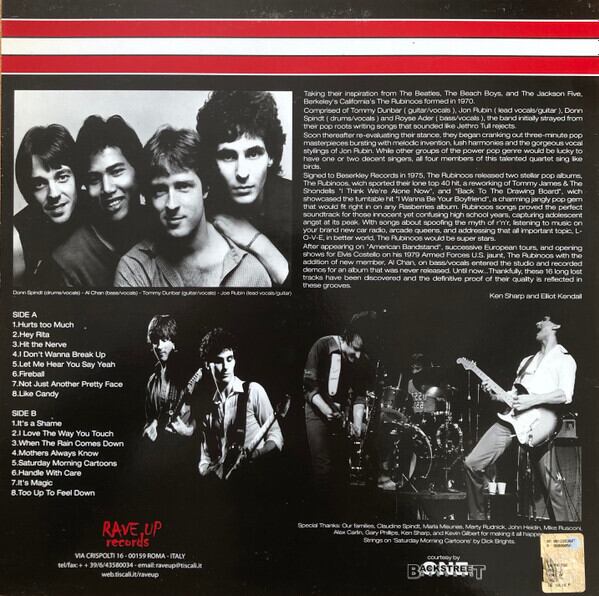 Taking their inspiration from The Beatles, The Beach Boys, and The Jackson Five,
Berkeley's California's The Rubinoos formed in 1970.
Comprised of Tommy Dunbar ( guitar/vocals ), Jon Rubin ( lead vocals/guitar ), Donn
Spindt ( drums/vocals ) and Royse Ader ( bass/vocals ), the band initially strayed from
their pop roots writing songs that sounded like Jethro Tull rejects.
Soon thereafter re-evaluating their stance, they began cranking out three-minute pop
masterpieces bursting with melodic invention, lush harmonies and the gorgeous vocal
stylings of Jon Rubin. While other groups of the power pop genre would be lucky to
have one or two decent singers, all four members of this talented quartet sing like
birds.
Signed to Beserkley Records in 1975, The Rubinoos released two stellar pop albums,
The Rubinoos, wich sported their lone top 40 hit, a reworking of Tommy James & The
Shondells "I Think We're Alone Now", and "Back To The Drawing Board", wich
showcased the turntable hit "I Wanna Be Your Boyfriend", a charming jangly pop gem
that would fit right in on any Rasberries album. Rubinoos songs proved the perfect
soundtrack for those innocent yet confusing high school years, capturing adolescent
angst at its peak. With songs about spoofing the myth of r'n'r, listening to music on
your brand new car radio, arcade queens, and addressing that all important topic, L-
O-V-E, in better world, The Rubinoos would be super stars.
After appearing on "American Bandstand", successive European tours, and opening
shows for Elvis Costello on his 1979 Armed Forces U.S. jaunt, The Rubinoos with the
addition of new member, Al Chan, on bass/vocals entered the studio and recorded
demos for an album that was never released. Until now...Thankfully, these 16 long lost
tracks have been discovered and the definitive proof of their quality is reflected in
these grooves.
Ken Sharp and Elliot Kendall
Donn Spindt (drums/vocals) - Al Chan (bass/vocals) - Tommy Dunbar (guitar/vocals) - Joe Rubin (lead vocals/guitar)
SIDE A
1.Hurts too Much
2.Hey Rita
3.Hit the Nerve
4.I Don't Wanna Break Up
5.Let Me Hear You Say Yeah
6.Fireball
7.Not Just Another Pretty Face
8.Like Candy
SIDE B
1.It's a Shame
2.I Love The Way You Touch
3.When The Rain Comes Down
4.Mothers Always Know
5.Saturday Morning Cartoons
6.Handle With Care
7.It's Magic
8.Too Up To Feel Down
RAVE UP
records
VIA CRISPOLTI 16 - 00159 ROMA - ITALY
tel/fax: + + 39/6/43580034 - email: raveup@tiscali.it
web.tiscali.it/raveup
Special Thanks: Our families, Claudine Spindt, Marla Misunas, Marty Rudnick, John Heidin, Mike Rusconi,
Alex Carlin, Gary Phillips, Ken Sharp, and Kevin Gilbert for making it all happen
Strings on 'Saturday Morning Cartoons' by Dick Brights.
courtesy by
BACKSTREET